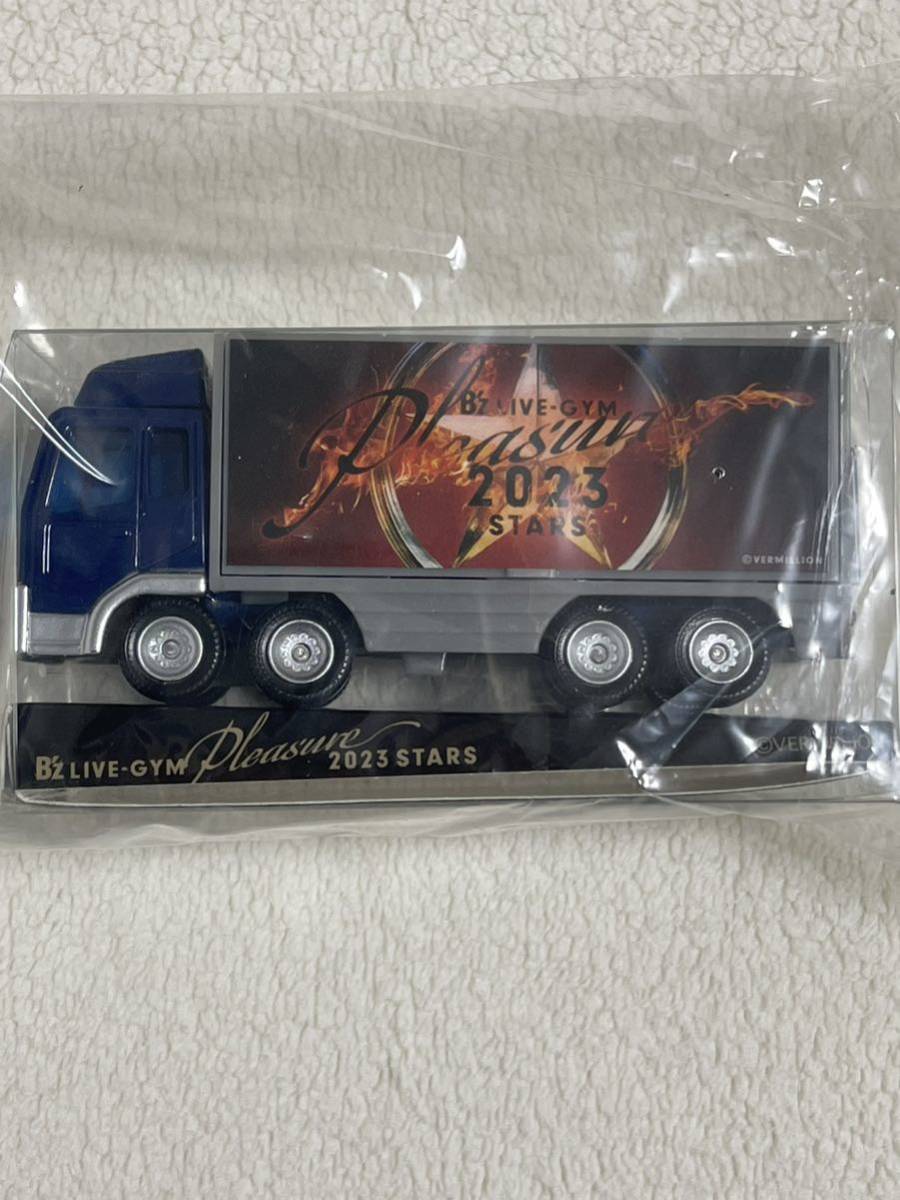 B'z LIVE-GYM
Pleasure
2023
STARS
©VERMILLION
B'z LIVE-GYM Pleasure 2023 STARS